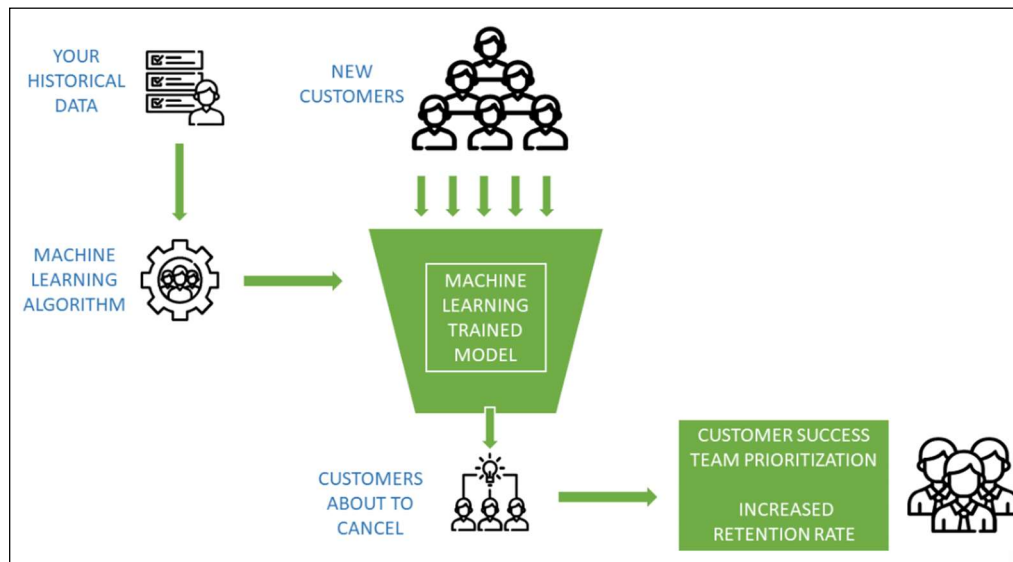 YOUR
HISTORICAL
DATA
NEW
CUSTOMERS
MACHINE
LEARNING
ALGORITHM
MACHINE
LEARNING
TRAINED
MODEL
CUSTOMERS
ABOUT TO
CANCEL
CUSTOMER SUCCESS
TEAM PRIORITIZATION
INCREASED
RETENTION RATE